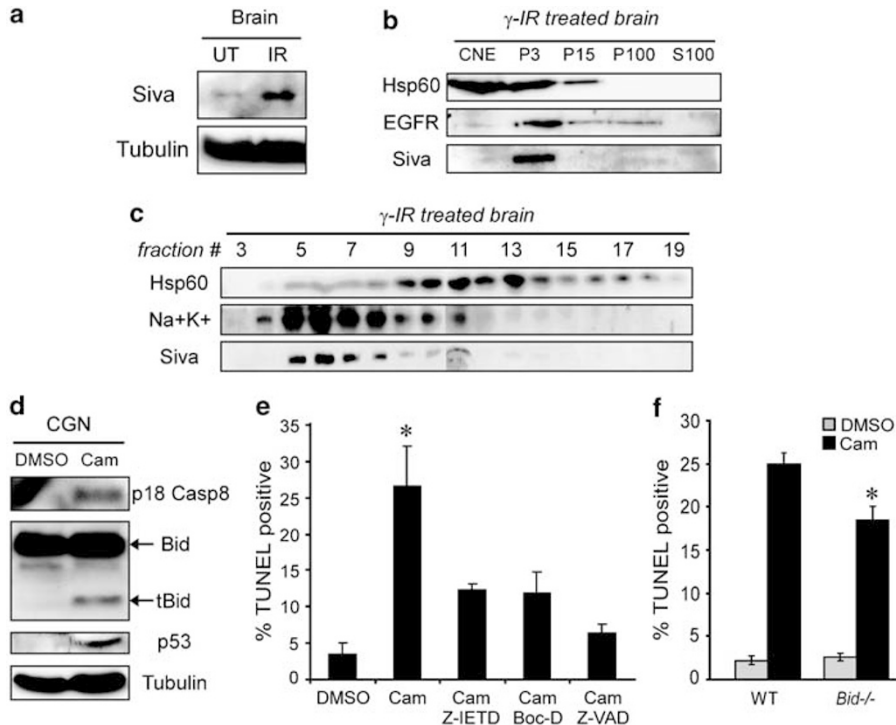 a
Brain
UT IR
Siva
Tubulin
b
γ-IR treated brain
CNE P3 P15 P100 S100
Hsp60
EGFR
Siva
c
γ-IR treated brain
fraction # 3 5 7 9 11 13 15 17 19
Hsp60
Na+K+
Siva
d
CGN
DMSO Cam
p18 Casp8
Bid
tBid
p53
Tubulin
e
% TUNEL positive
35
30
25
20
15
10
5
0
*
DMSO Cam Cam Cam Cam
Z-IETD Boc-D Z-VAD
f
% TUNEL positive
30
25
20
15
10
5
0
DMSO
Cam
*
WT Bid-/-